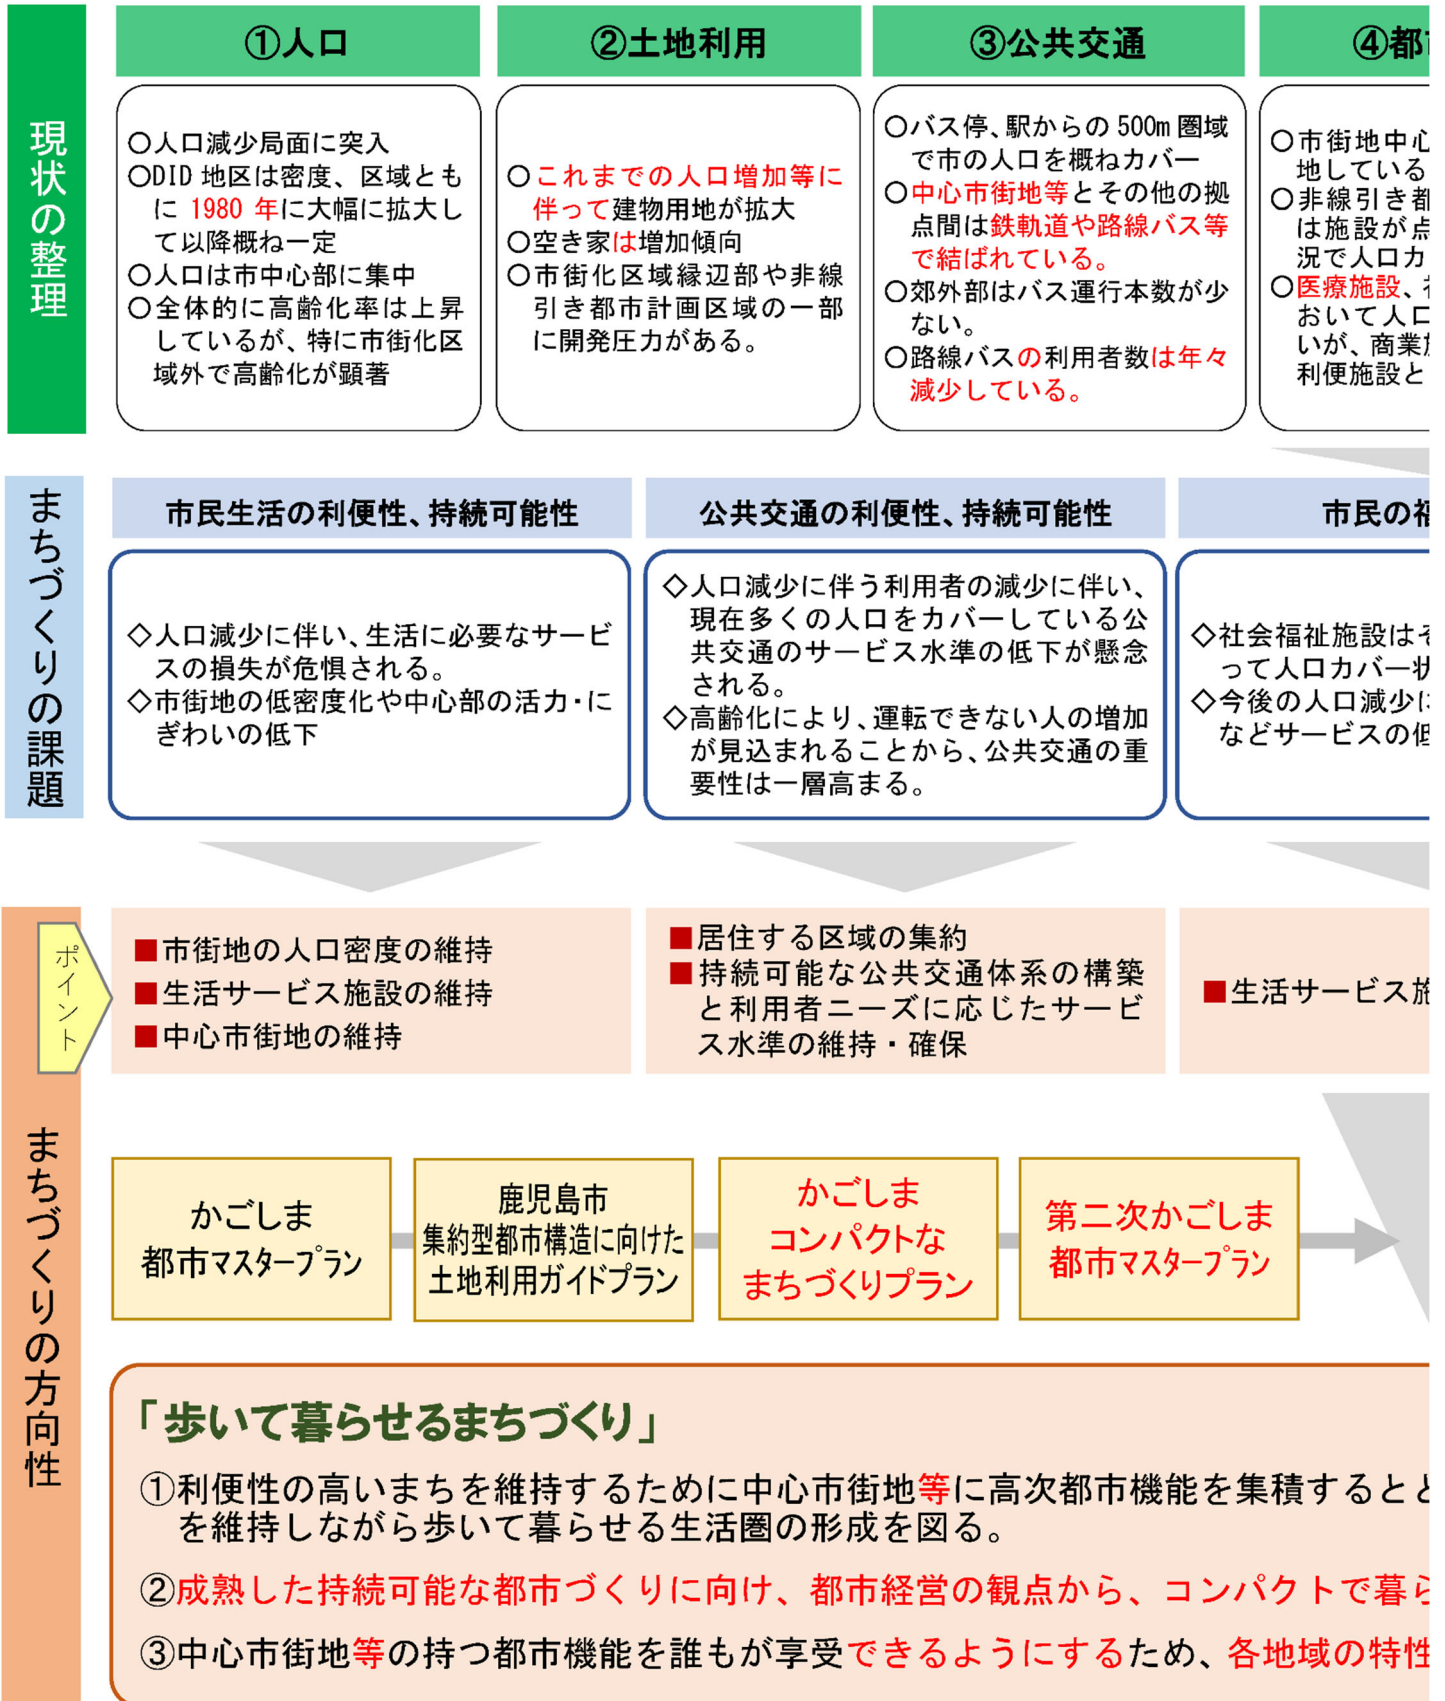 現状の整理
①人口
○人口減少局面に突入
○DID 地区は密度、区域とも
に 1980 年に大幅に拡大し
て以降概ね一定
○人口は市中心部に集中
○全体的に高齢化率は上昇
しているが、特に市街化区
域外で高齢化が顕著
②土地利用
○これまでの人口増加等に
伴って建物用地が拡大
○空き家は増加傾向
○市街化区域縁辺部や非線
引き都市計画区域の一部
に開発圧力がある。
③公共交通
○バス停、駅からの 500m 圏域
で市の人口を概ねカバー
○中心市街地等とその他の拠
点間は鉄軌道や路線バス等
で結ばれている。
○郊外部はバス運行本数が少
ない。
○路線バスの利用者数は年々
減少している。
④都
○市街地中心
地している
○非線引き都
は施設が点
況で人口カ
○医療施設、
おいて人口
いが、商業
利便施設と
まちづくりの課題
市民生活の利便性、持続可能性
◇人口減少に伴い、生活に必要なサービ
スの損失が危惧される。
◇市街地の低密度化や中心部の活力・に
ぎわいの低下
公共交通の利便性、持続可能性
◇人口減少に伴う利用者の減少に伴い、
現在多くの人口をカバーしている公
共交通のサービス水準の低下が懸念
される。
◇高齢化により、運転できない人の増加
が見込まれることから、公共交通の重
要性は一層高まる。
市民の福
◇社会福祉施設は
って人口カバー状
◇今後の人口減少に
などサービスの低
まちづくりの方向性
ポイント
■市街地の人口密度の維持
■生活サービス施設の維持
■中心市街地の維持
■居住する区域の集約
■持続可能な公共交通体系の構築
と利用者ニーズに応じたサービ
ス水準の維持・確保
■生活サービス施
かごしま
都市マスタープラン
鹿児島市
集約型都市構造に向けた
土地利用ガイドプラン
かごしま
コンパクトな
まちづくりプラン
第二次かごしま
都市マスタープラン
「歩いて暮らせるまちづくり」
①利便性の高いまちを維持するために中心市街地等に高次都市機能を集積すると
を維持しながら歩いて暮らせる生活圏の形成を図る。
②成熟した持続可能な都市づくりに向け、都市経営の観点から、コンパクトで暮ら
③中心市街地等の持つ都市機能を誰もが享受できるようにするため、各地域の特性